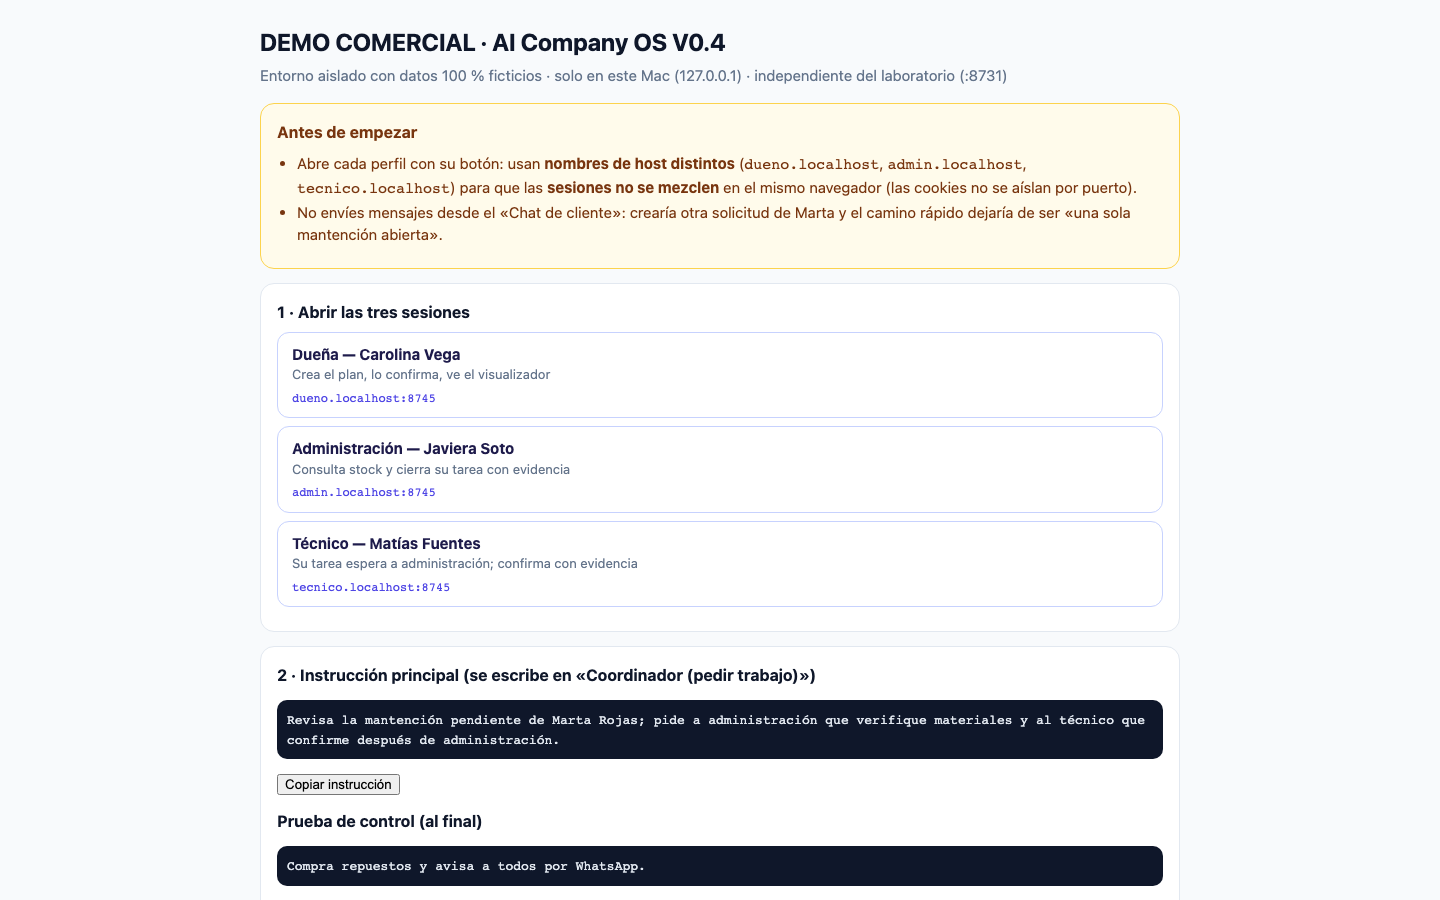 DEMO COMERCIAL · AI Company OS V0.4
Entorno aislado con datos 100 % ficticios · solo en este Mac (127.0.0.1) · independiente del laboratorio (:8731)
Antes de empezar
• Abre cada perfil con su botón: usan nombres de host distintos (dueno.localhost, admin.localhost,
tecnico.localhost) para que las sesiones no se mezclen en el mismo navegador (las cookies no se aíslan por puerto).
• No envíes mensajes desde el «Chat de cliente»: crearía otra solicitud de Marta y el camino rápido dejaría de ser «una sola
mantención abierta».
1 · Abrir las tres sesiones
Dueña — Carolina Vega
Crea el plan, lo confirma, ve el visualizador
dueno.localhost:8745
Administración — Javiera Soto
Consulta stock y cierra su tarea con evidencia
admin.localhost:8745
Técnico — Matías Fuentes
Su tarea espera a administración; confirma con evidencia
tecnico.localhost:8745
2 · Instrucción principal (se escribe en «Coordinador (pedir trabajo)»)
Revisa la mantención pendiente de Marta Rojas; pide a administración que verifique materiales y al técnico que
confirme después de administración.
Copiar instrucción
Prueba de control (al final)
Compra repuestos y avisa a todos por WhatsApp.